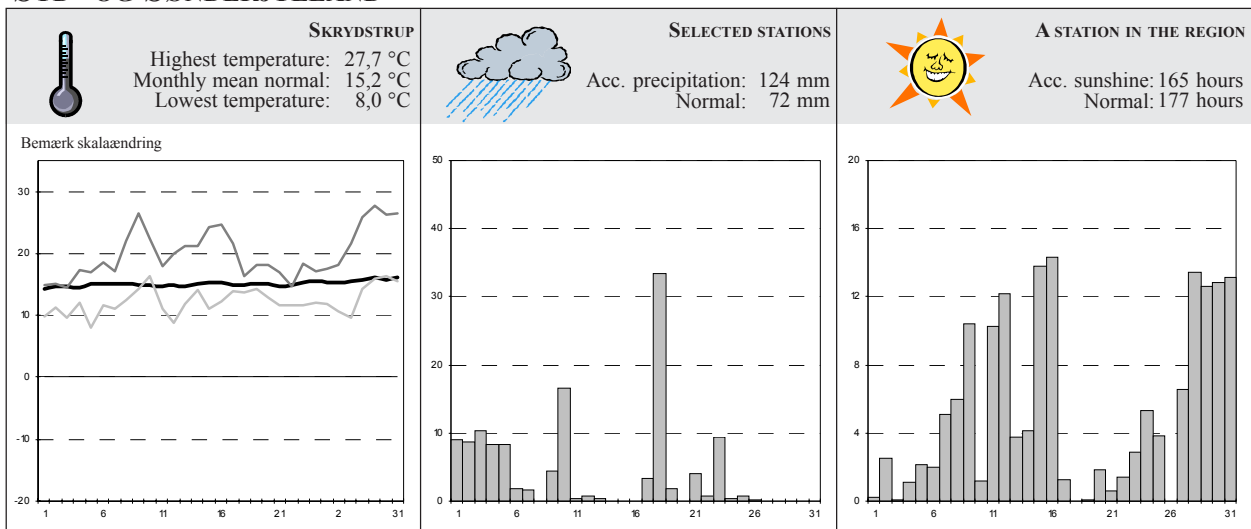 SKRYDSTRUP
Highest temperature: 27,7 °C
Monthly mean normal: 15,2 °C
Lowest temperature: 8,0 °C
Bemærk skalaændring
30
20
10
0
-10
-20
1 6 11 16 21 2 31
SELECTED STATIONS
Acc. precipitation: 124 mm
Normal: 72 mm
50
40
30
20
10
0
1 6 11 16 21 26 31
A STATION IN THE REGION
Acc. sunshine: 165 hours
Normal: 177 hours
20
16
12
8
4
0
1 6 11 16 21 26 31